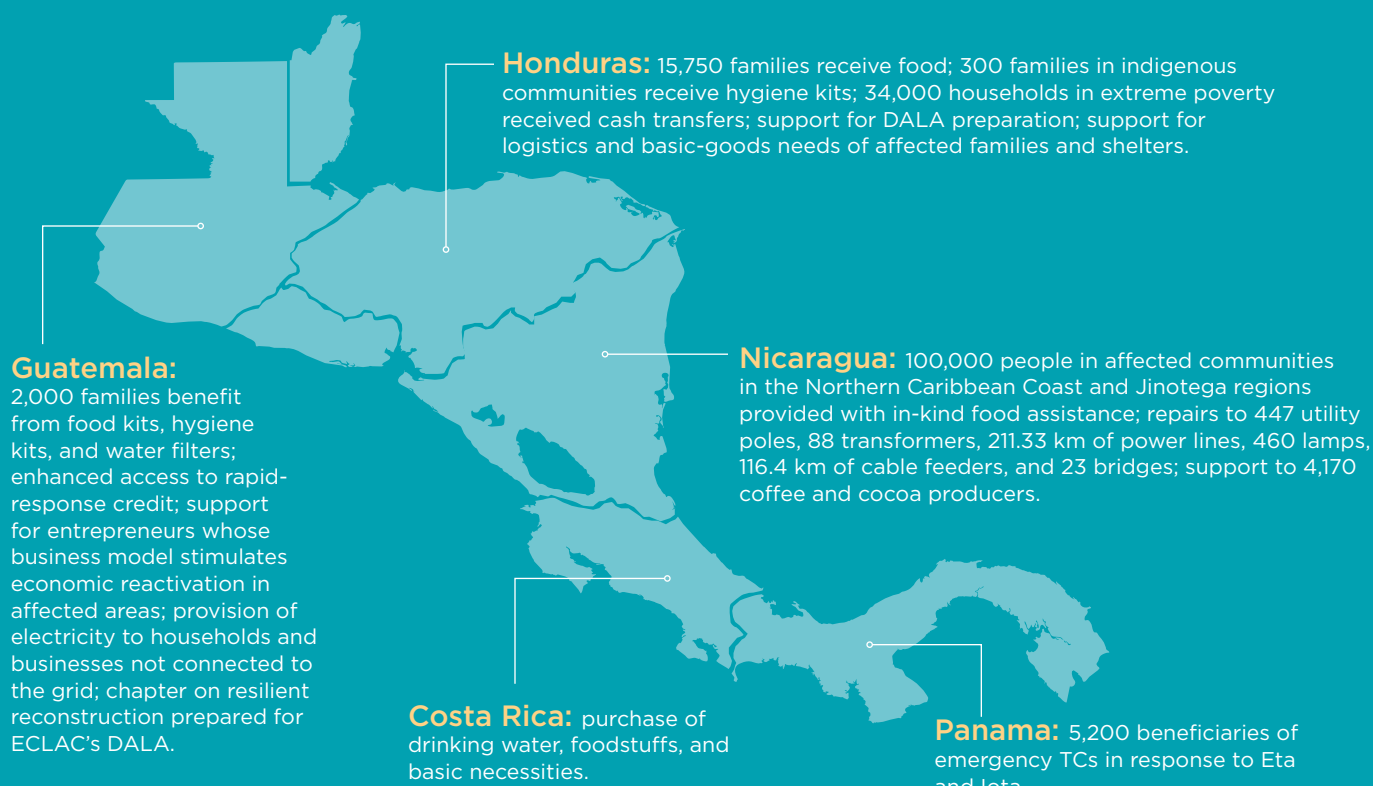 Honduras: 15,750 families receive food; 300 families in indigenous
communities receive hygiene kits; 34,000 households in extreme poverty
received cash transfers; support for DALA preparation; support for
logistics and basic-goods needs of affected families and shelters.
Guatemala:
2,000 families benefit
from food kits, hygiene
kits, and water filters;
enhanced access to rapid-
response credit; support
for entrepreneurs whose
business model stimulates
economic reactivation in
affected areas; provision of
electricity to households and
businesses not connected to
the grid; chapter on resilient
reconstruction prepared for
ECLAC's DALA.
Nicaragua: 100,000 people in affected communities
in the Northern Caribbean Coast and Jinotega regions
provided with in-kind food assistance; repairs to 447 utility
poles, 88 transformers, 211.33 km of power lines, 460 lamps,
116.4 km of cable feeders, and 23 bridges; support to 4,170
coffee and cocoa producers.
Costa Rica: purchase of
drinking water, foodstuffs, and
basic necessities.
Panama: 5,200 beneficiaries of
emergency TCs in response to Eta
and Iota